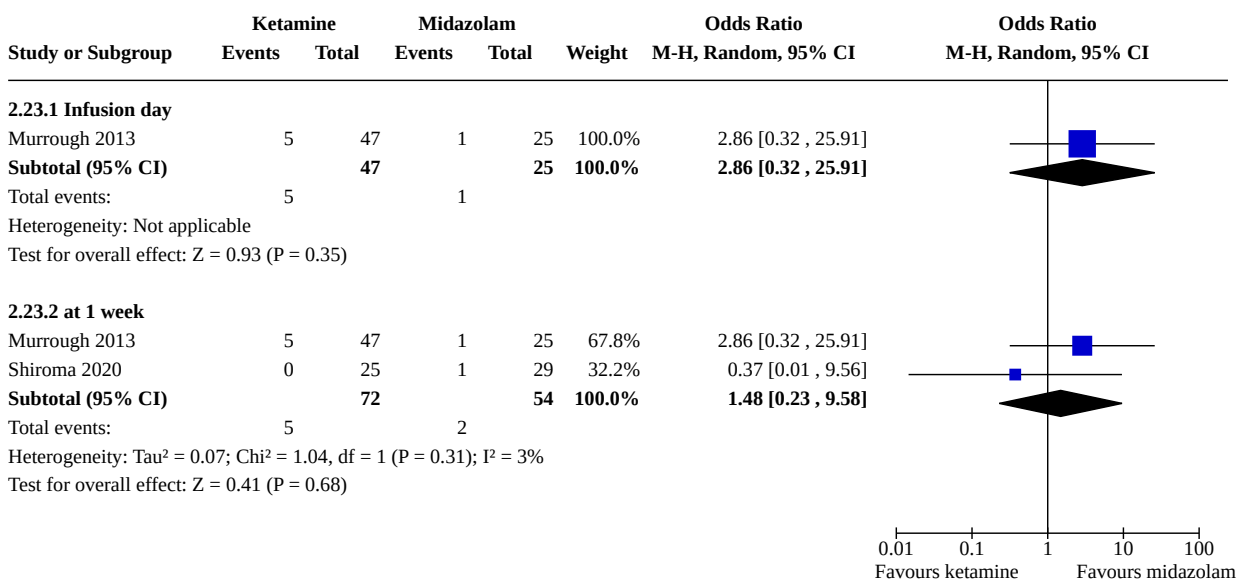 Ketamine Midazolam Odds Ratio Odds Ratio
Study or Subgroup Events Total Events Total Weight M-H, Random, 95% CI M-H, Random, 95% CI
2.23.1 Infusion day
Murrough 2013 5 47 1 25 100.0% 2.86 [0.32 , 25.91]
Subtotal (95% CI) 47 25 100.0% 2.86 [0.32 , 25.91]
Total events: 5 1
Heterogeneity: Not applicable
Test for overall effect: Z = 0.93 (P = 0.35)
2.23.2 at 1 week
Murrough 2013 5 47 1 25 67.8% 2.86 [0.32 , 25.91]
Shiroma 2020 0 25 1 29 32.2% 0.37 [0.01 , 9.56]
Subtotal (95% CI) 72 54 100.0% 1.48 [0.23 , 9.58]
Total events: 5 2
Heterogeneity: Tau² = 0.07; Chi² = 1.04, df = 1 (P = 0.31); I² = 3%
Test for overall effect: Z = 0.41 (P = 0.68)
0.01 0.1 1 10 100
Favours ketamine Favours midazolam